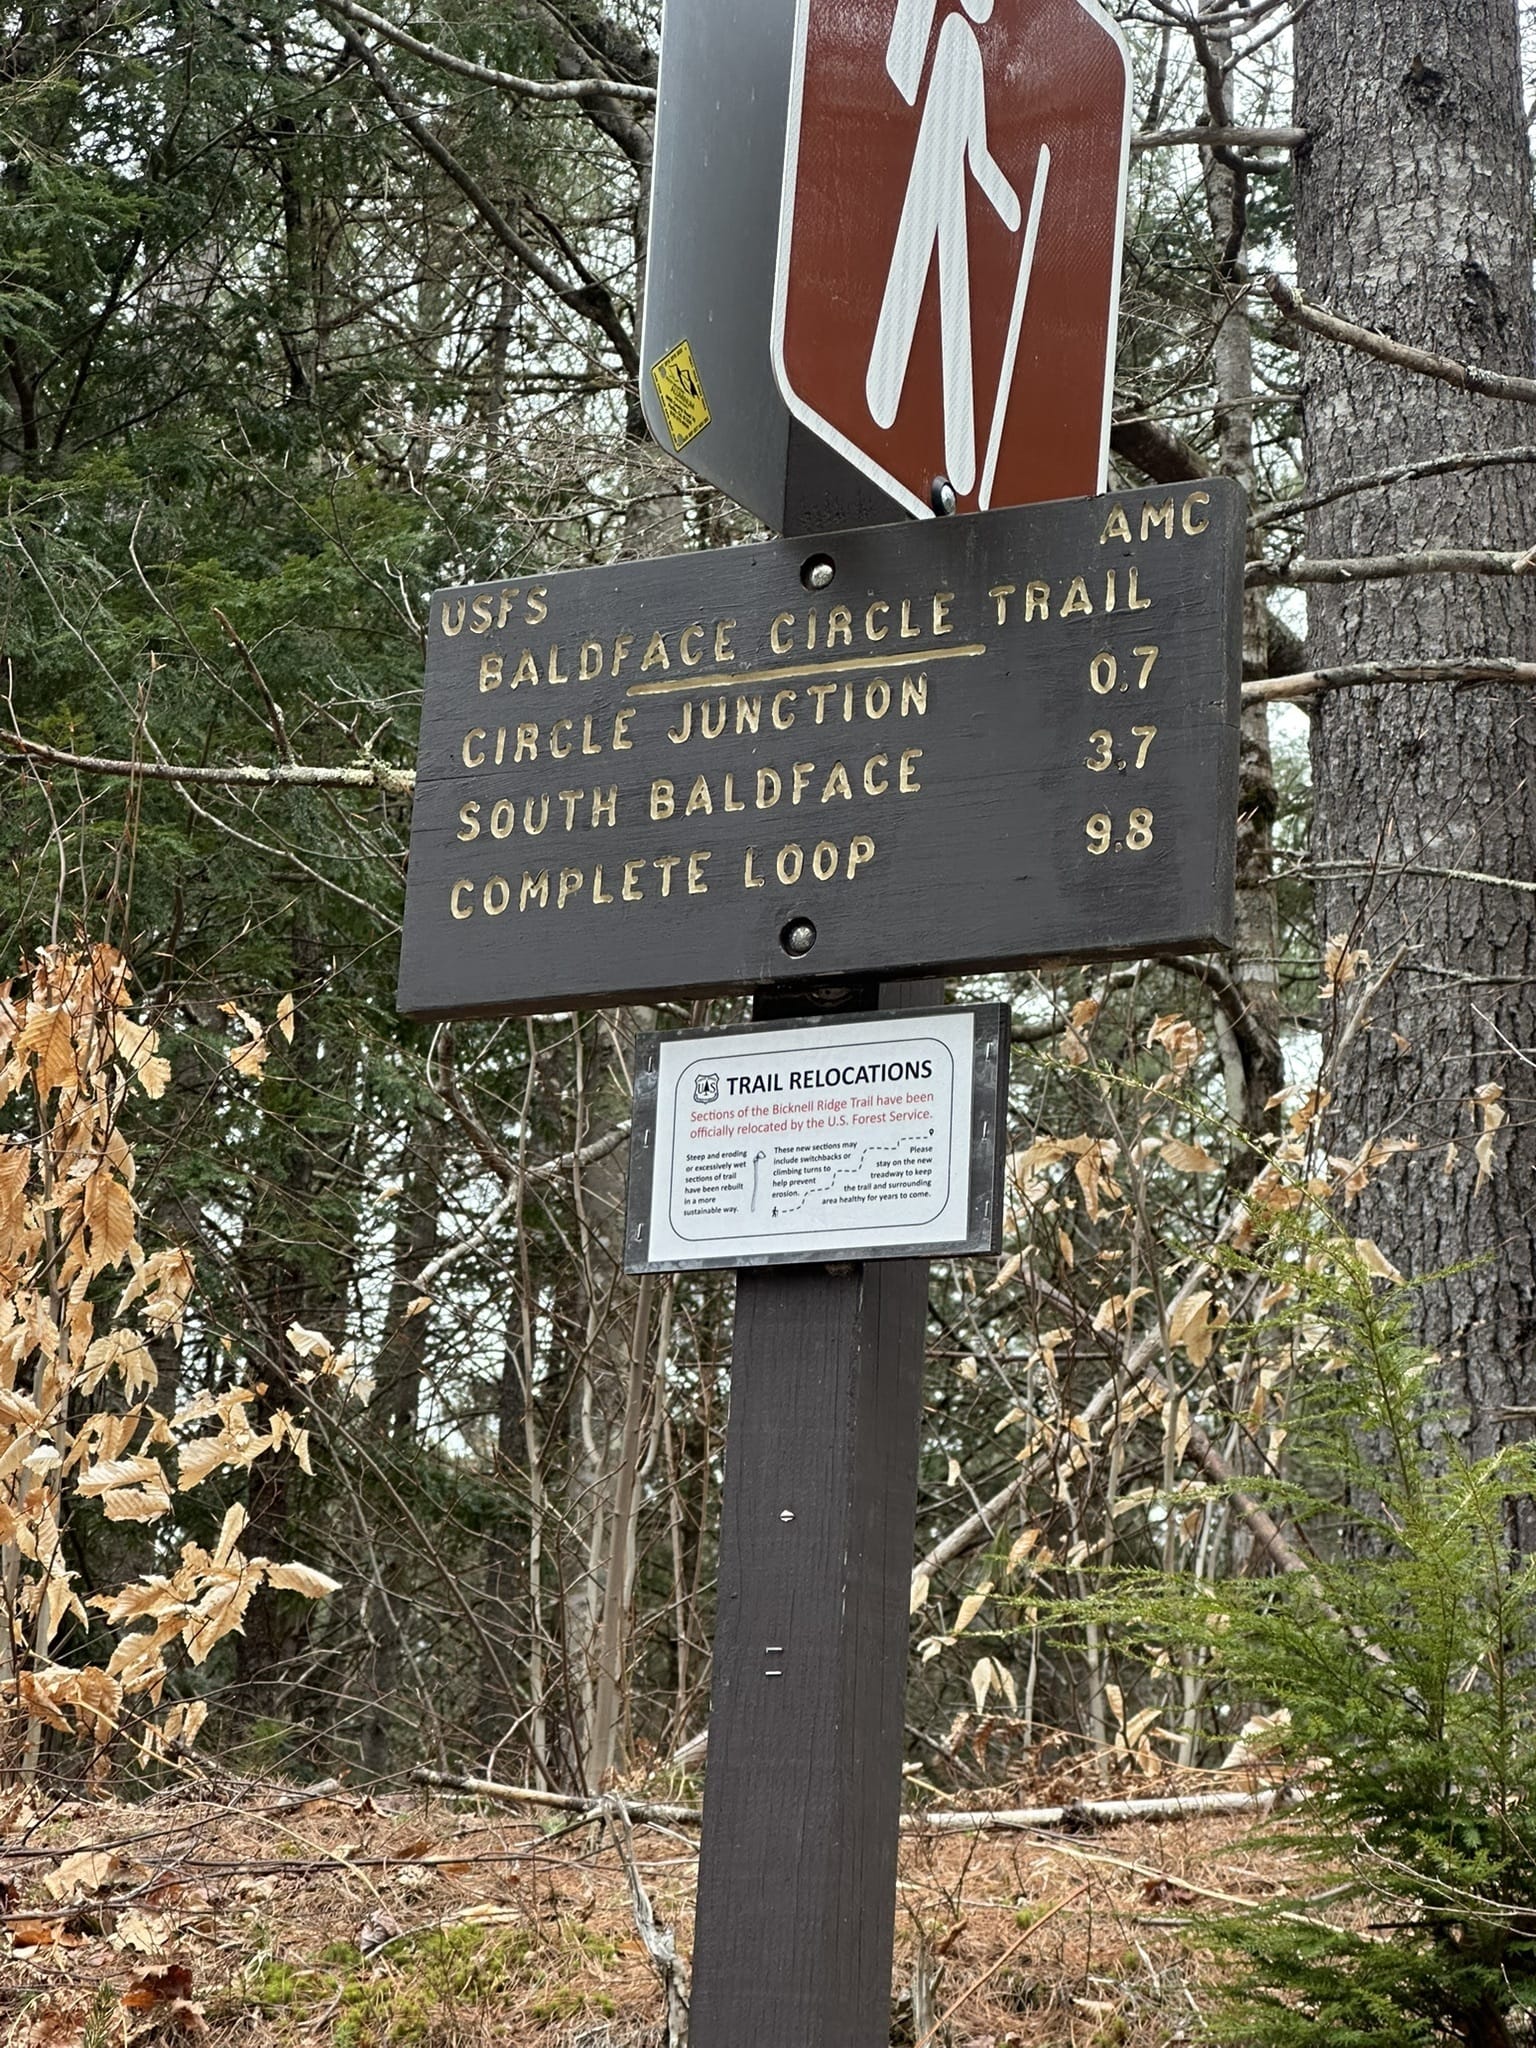 USFS AMC
BALDFACE CIRCLE TRAIL
CIRCLE JUNCTION 0.7
SOUTH BALDFACE 3.7
COMPLETE LOOP 9.8
US
TRAIL RELOCATIONS
Sections of the Bicknell Ridge Trail have been
officially relocated by the U.S. Forest Service.
Steep and eroding
or excessively wet
sections of trail
have been rebuilt
in a more
sustainable way.
These new sections may
include switchbacks or
climbing turns to
help prevent
erosion.
Please
stay on the new
treadway to keep
the trail and surrounding
area healthy for years to come.